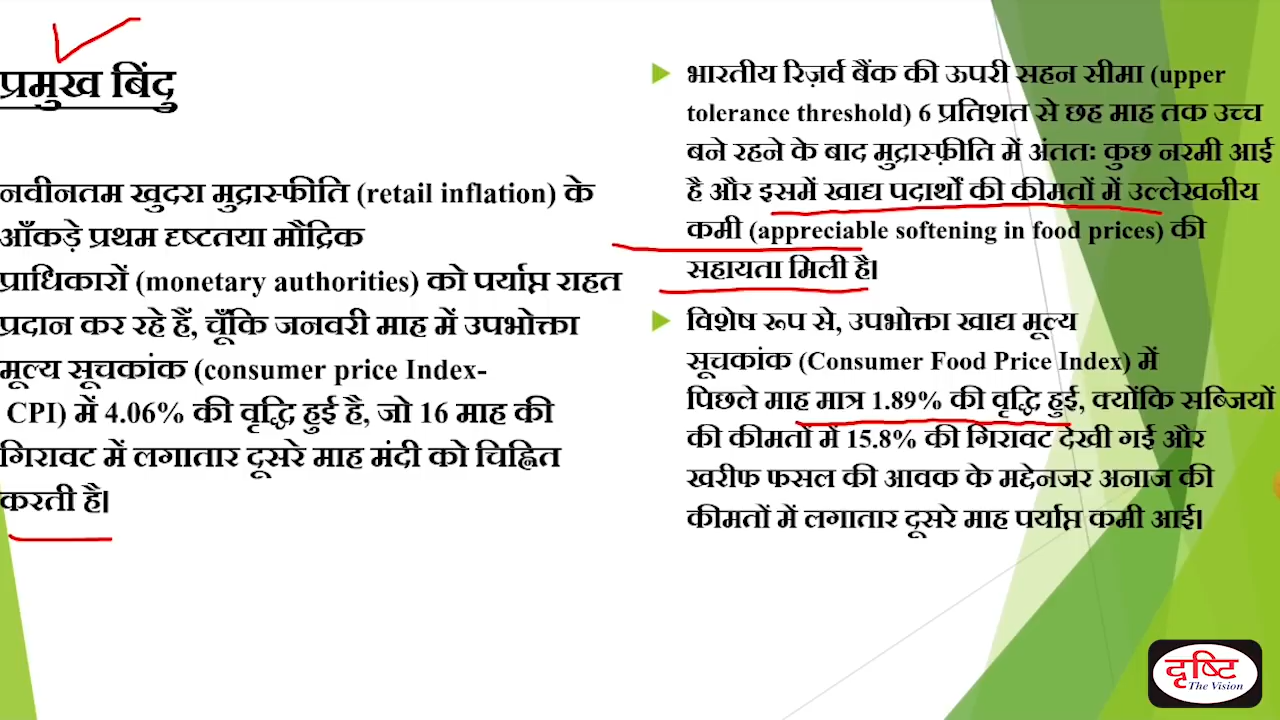 प्रमुख बिंदु
नवीनतम खुदरा मुद्रास्फीति (retail inflation) के
आँकड़े प्रथम दृष्टतया मौद्रिक
प्राधिकारों (monetary authorities) को पर्याप्त राहत
प्रदान कर रहे हैं, चूँकि जनवरी माह में उपभोक्ता
मूल्य सूचकांक (consumer price Index-
CPI) में 4.06% की वृद्धि हुई है, जो 16 माह की
गिरावट में लगातार दूसरे माह मंदी को चिह्नित
करती है।
भारतीय रिज़र्व बैंक की ऊपरी सहन सीमा (upper
tolerance threshold) 6 प्रतिशत से छह माह तक उच्च
बने रहने के बाद मुद्रास्फ़ीति में अंततः कुछ नरमी आई
है और इसमें खाद्य पदार्थों की कीमतों में उल्लेखनीय
कमी (appreciable softening in food prices) की
सहायता मिली है।
विशेष रूप से, उपभोक्ता खाद्य मूल्य
सूचकांक (Consumer Food Price Index) में
पिछले माह मात्र 1.89% की वृद्धि हुई, क्योंकि सब्जियों
की कीमतों में 15.8% की गिरावट देखी गई और
खरीफ फसल की आवक के मद्देनजर अनाज की
कीमतों में लगातार दूसरे माह पर्याप्त कमी आई।
दृष्टि
The Vision